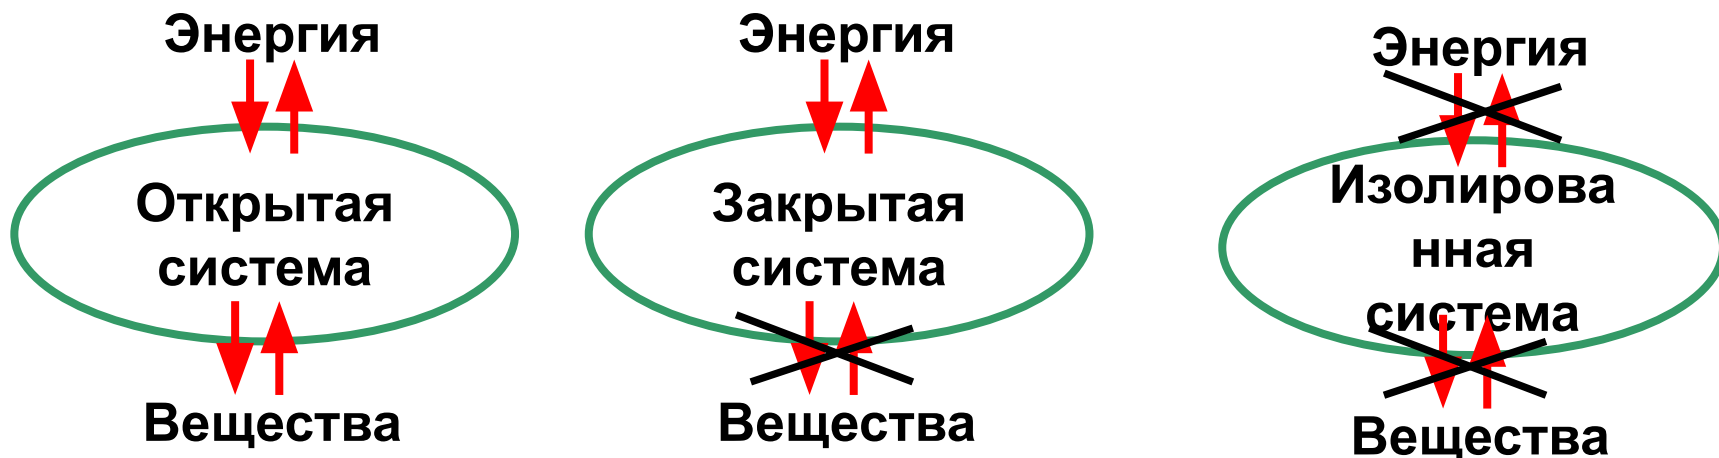 Энергия
Открытая
система
Вещества
Энергия
Закрытая
система
Вещества
Энергия
Изолирова
нная
система
Вещества